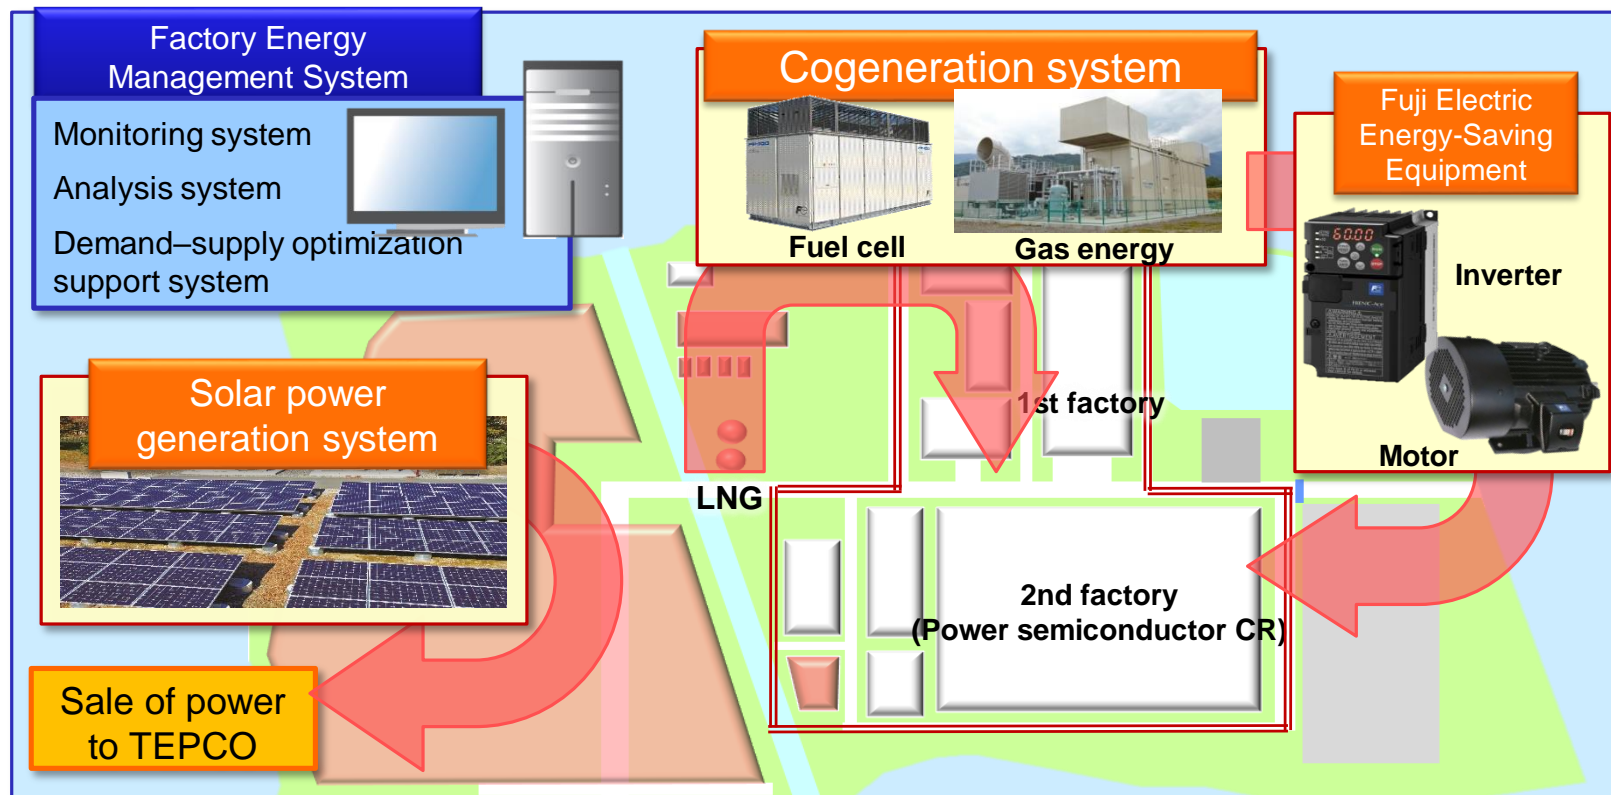 Factory Energy
Management System
Monitoring system
Analysis system
Demand–supply optimization
support system
Cogeneration system
Fuel cell
Gas energy
Fuji Electric
Energy-Saving
Equipment
60.00
Inverter
Motor
Solar power
generation system
LNG
1st factory
2nd factory
(Power semiconductor CR)
Sale of power
to TEPCO